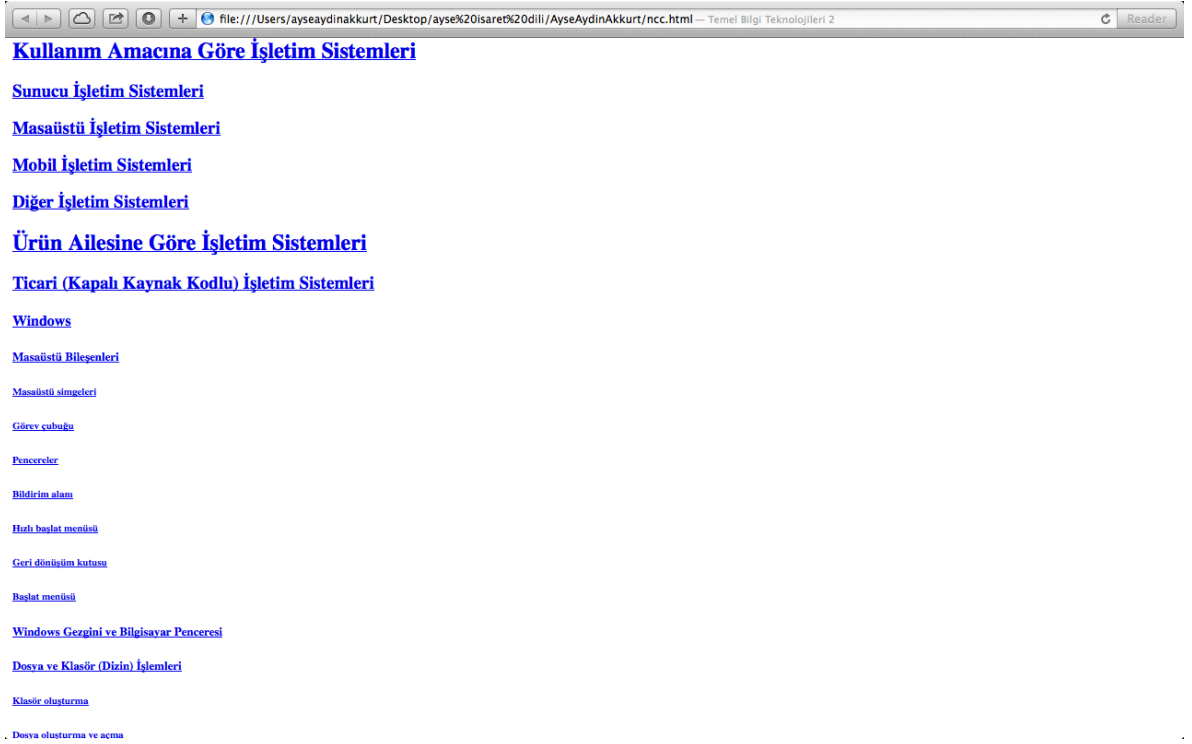 file:///Users/ayseaydinakkurt/Desktop/ayse%20isaret%20dili/AyseAydinAkkurt/ncc.html — Temel Bilgi Teknolojileri 2 Reader
Kullanım Amacına Göre İşletim Sistemleri
Sunucu İşletim Sistemleri
Masaüstü İşletim Sistemleri
Mobil İşletim Sistemleri
Diğer İşletim Sistemleri
Ürün Ailesine Göre İşletim Sistemleri
Ticari (Kapalı Kaynak Kodlu) İşletim Sistemleri
Windows
Masaüstü Bileşenleri
Masaüstü simgeleri
Görev çubuğu
Pencereler
Bildirim alanı
Hızlı başlat menüsü
Geri dönüşüm kutusu
Başlat menüsü
Windows Gezgini ve Bilgisayar Penceresi
Dosya ve Klasör (Dizin) İşlemleri
Klasör oluşturma
Dosya oluşturma ve açma